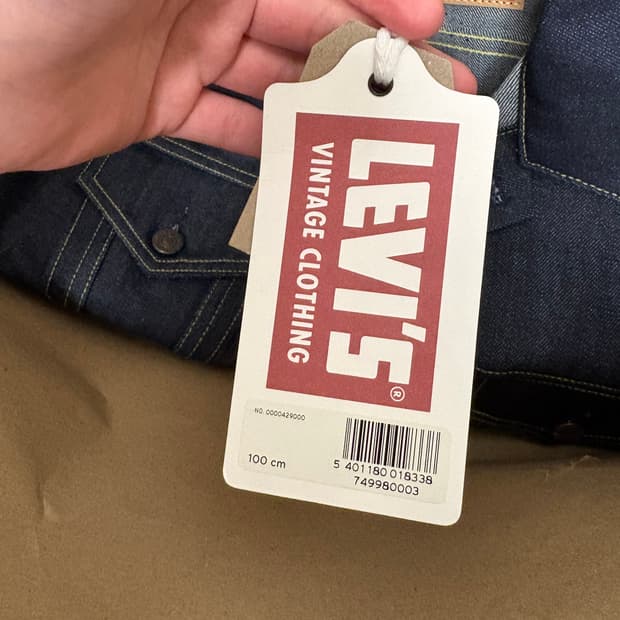 LEVI'S®
VINTAGE CLOTHING
NO. 0000429000
100 cm
5 401180 018338
749980003